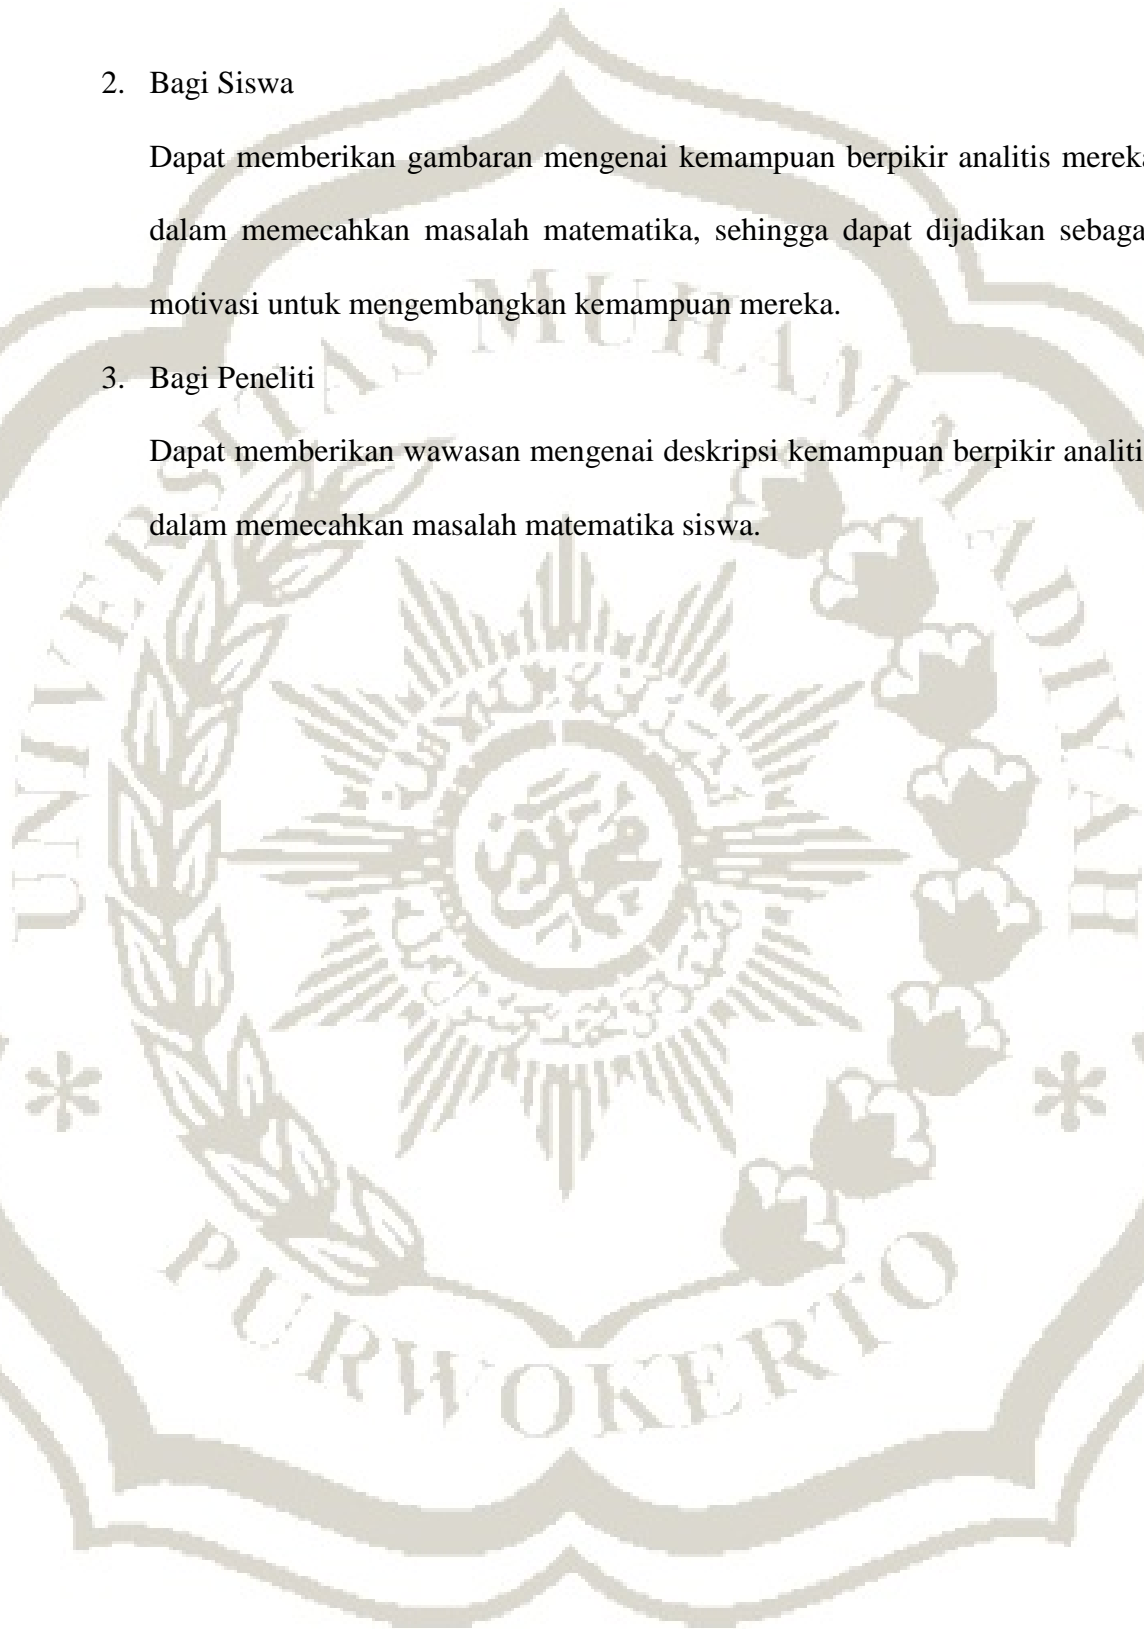 2. Bagi Siswa
Dapat memberikan gambaran mengenai kemampuan berpikir analitis mereka
dalam memecahkan masalah matematika, sehingga dapat dijadikan sebagai
motivasi untuk mengembangkan kemampuan mereka.
3. Bagi Peneliti
Dapat memberikan wawasan mengenai deskripsi kemampuan berpikir analitis
dalam memecahkan masalah matematika siswa.
UNIVERSITAS MUHAMMADIYAH
PURWOKERTO